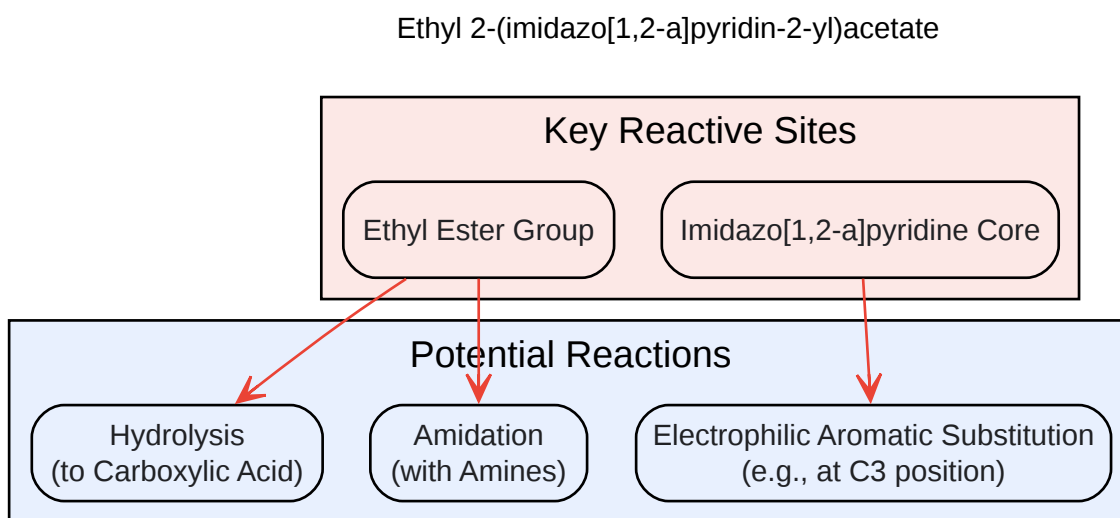 Ethyl 2-(imidazo[1,2-a]pyridin-2-yl)acetate
Key Reactive Sites
Ethyl Ester Group
Imidazo[1,2-a]pyridine Core
Potential Reactions
Hydrolysis
(to Carboxylic Acid)
Amidation
(with Amines)
Electrophilic Aromatic Substitution
(e.g., at C3 position)